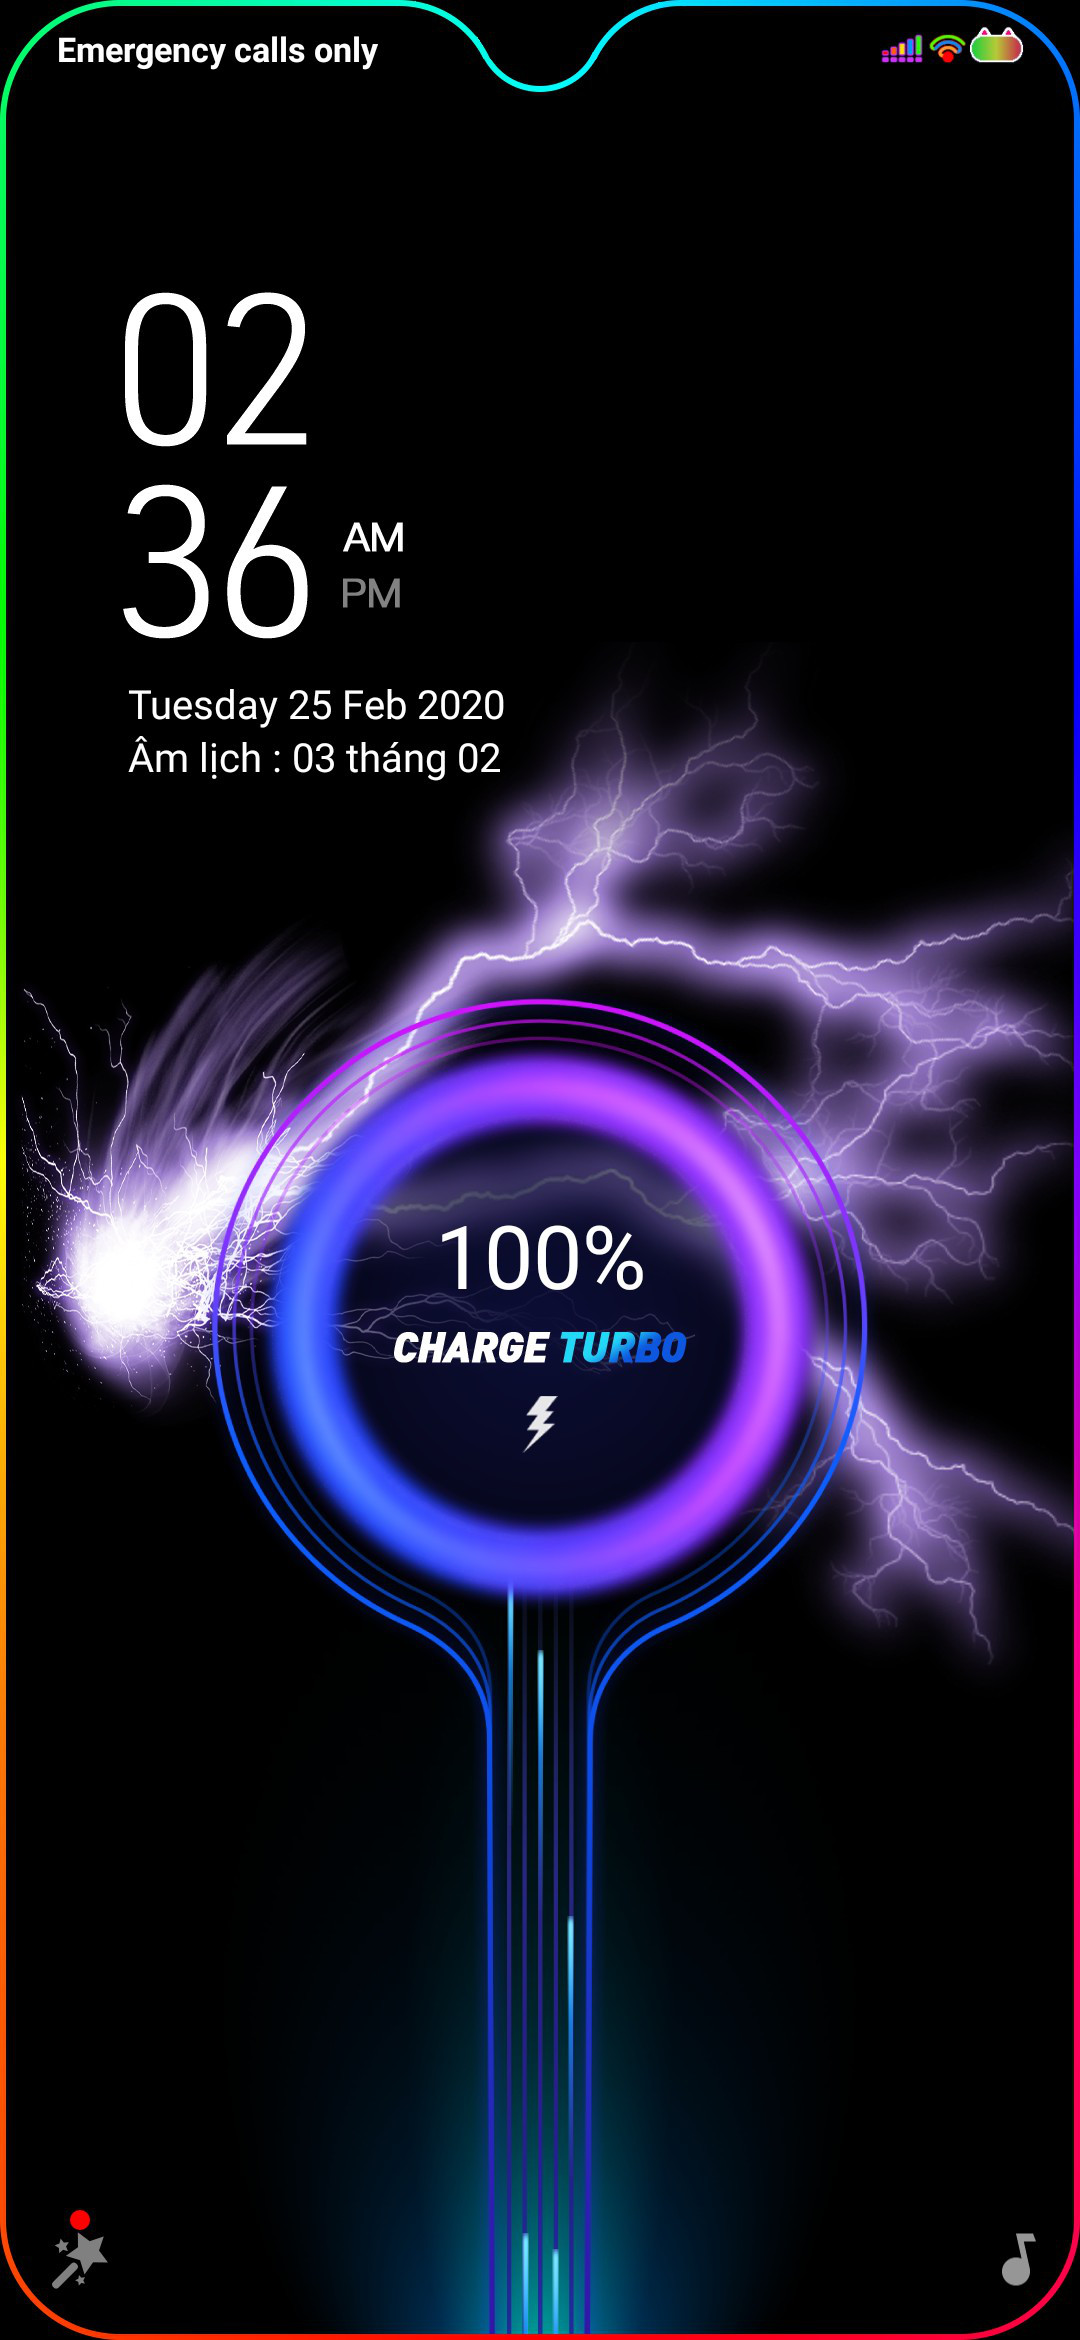 Emergency calls only
02
36
AM
PM
Tuesday 25 Feb 2020
Âm lịch : 03 tháng 02
100%
CHARGE TURBO